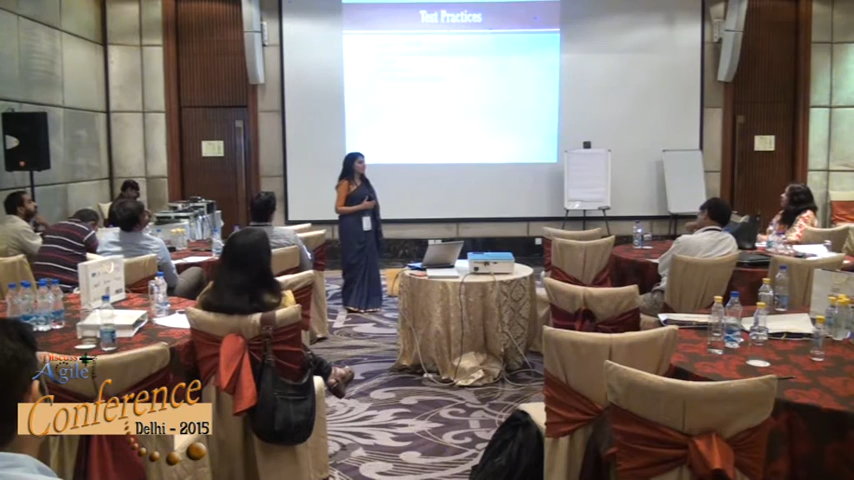 Test Practices
Discuss
Agile
Conference
Delhi - 2015